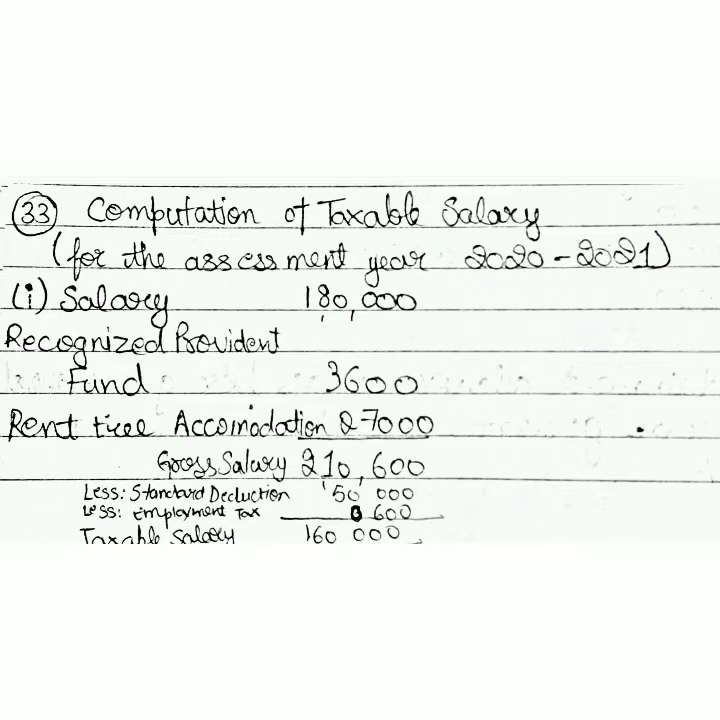 (33) Computation of Taxable Salary
(for the assessment year 2020-2021)
(i) Salary 180,000
Recognized Provident
Fund 3600
Rent free Accomodation 27000
Gross Salary 210,600
Less: Standard Deduction 50 000
Less: Employment Tax 600
Taxable Salary 160 000